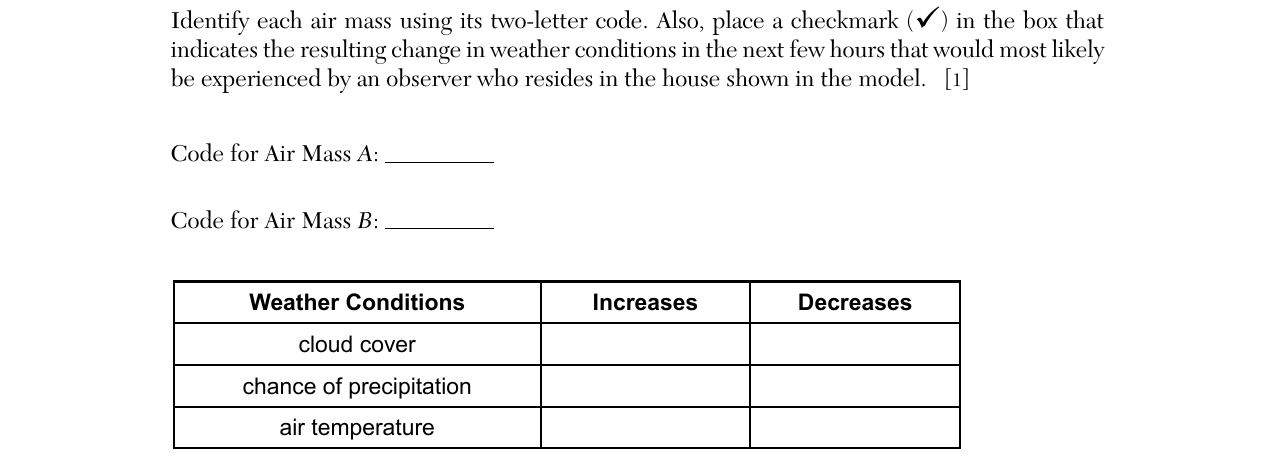 Identify each air mass using its two-letter code. Also, place a checkmark (✓) in the box that
indicates the resulting change in weather conditions in the next few hours that would most likely
be experienced by an observer who resides in the house shown in the model. [1]
Code for Air Mass A: _________
Code for Air Mass B: _________
Weather Conditions Increases Decreases
cloud cover
chance of precipitation
air temperature